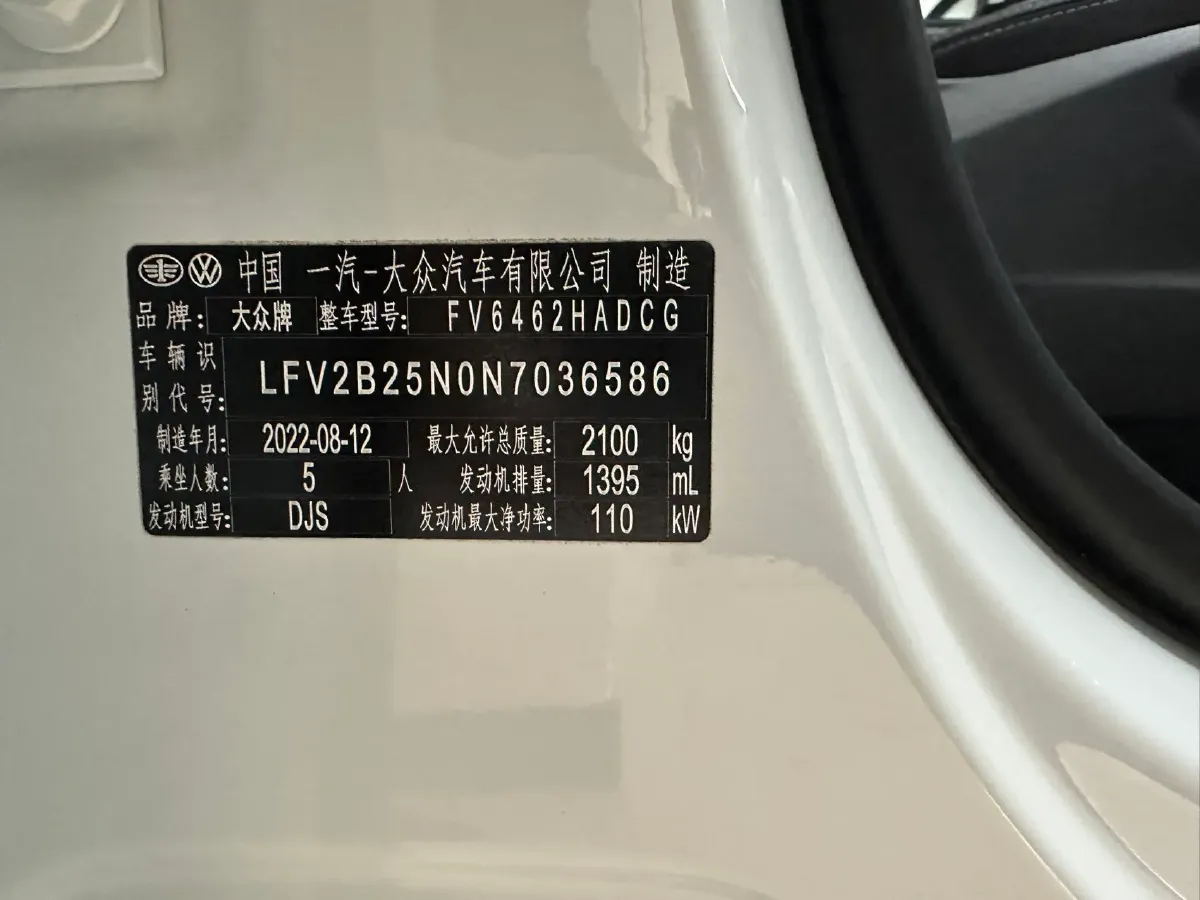 中国 一汽-大众汽车有限公司 制造
品牌: 大众牌 整车型号: FV6462HADCG
车辆识
别代号: LFV2B25N0N7036586
制造年月: 2022-08-12 最大允许总质量: 2100 kg
乘坐人数: 5 人 发动机排量: 1395 mL
发动机型号: DJS 发动机最大净功率: 110 kW